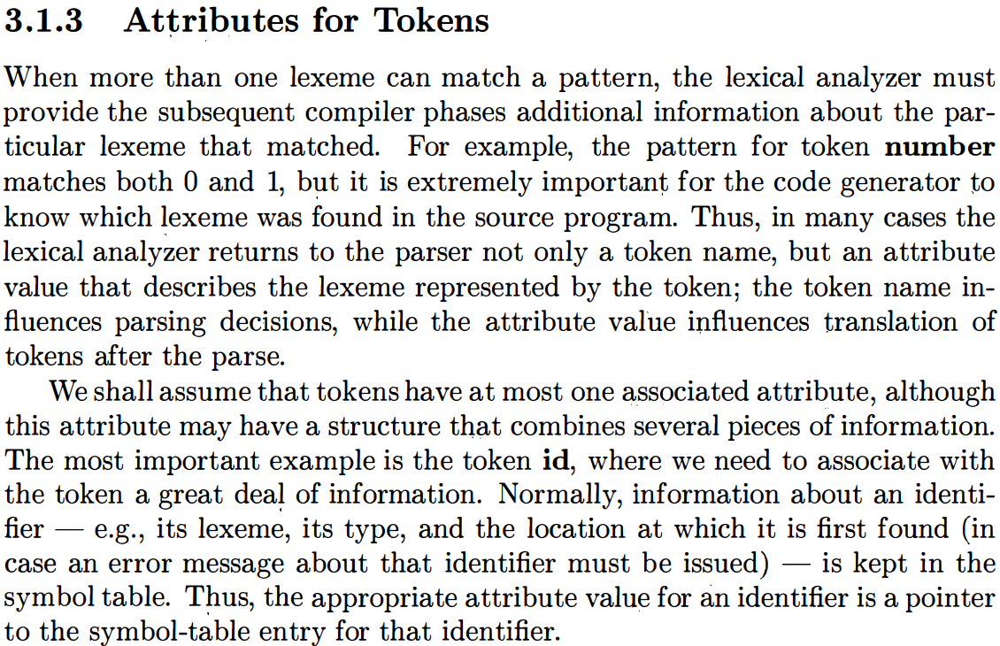 3.1.3 Attributes for Tokens
When more than one lexeme can match a pattern, the lexical analyzer must
provide the subsequent compiler phases additional information about the par-
ticular lexeme that matched. For example, the pattern for token number
matches both 0 and 1, but it is extremely important for the code generator to
know which lexeme was found in the source program. Thus, in many cases the
lexical analyzer returns to the parser not only a token name, but an attribute
value that describes the lexeme represented by the token; the token name in-
fluences parsing decisions, while the attribute value influences translation of
tokens after the parse.
We shall assume that tokens have at most one associated attribute, although
this attribute may have a structure that combines several pieces of information.
The most important example is the token id, where we need to associate with
the token a great deal of information. Normally, information about an identi-
fier — e.g., its lexeme, its type, and the location at which it is first found (in
case an error message about that identifier must be issued) — is kept in the
symbol table. Thus, the appropriate attribute value for an identifier is a pointer
to the symbol-table entry for that identifier.